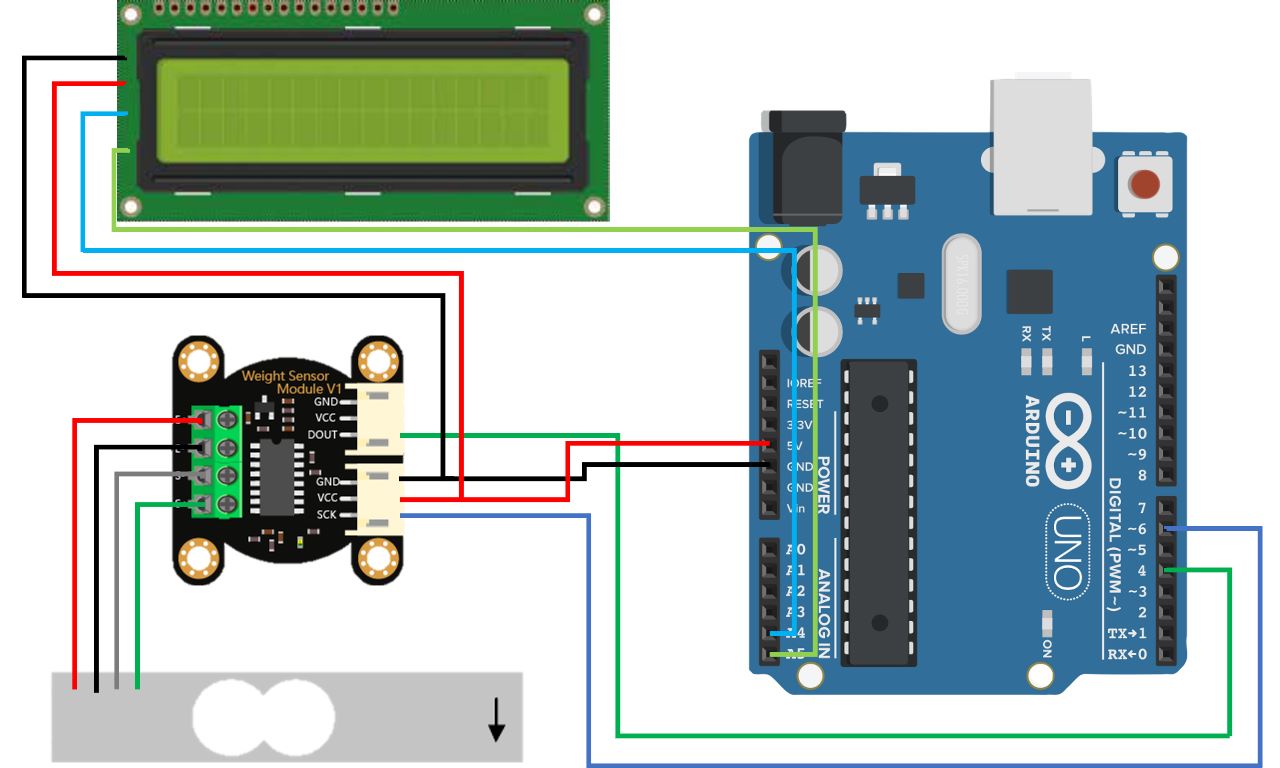 Weight Sensor
Module V1
GND
VCC
DOUT
GND
VCC
SCK
SPK16.000G
RX
TX
L
AREF
GND
13
12
~11
~10
~9
8
7
~6
~5
4
~3
2
TX→1
RX←0
DIGITAL (PWM~)
ARDUINO
UNO
ON
IOREF
RESET
3.3V
5V
GND
GND
Vin
POWER
A0
A1
A2
A3
A4
A5
ANALOG IN